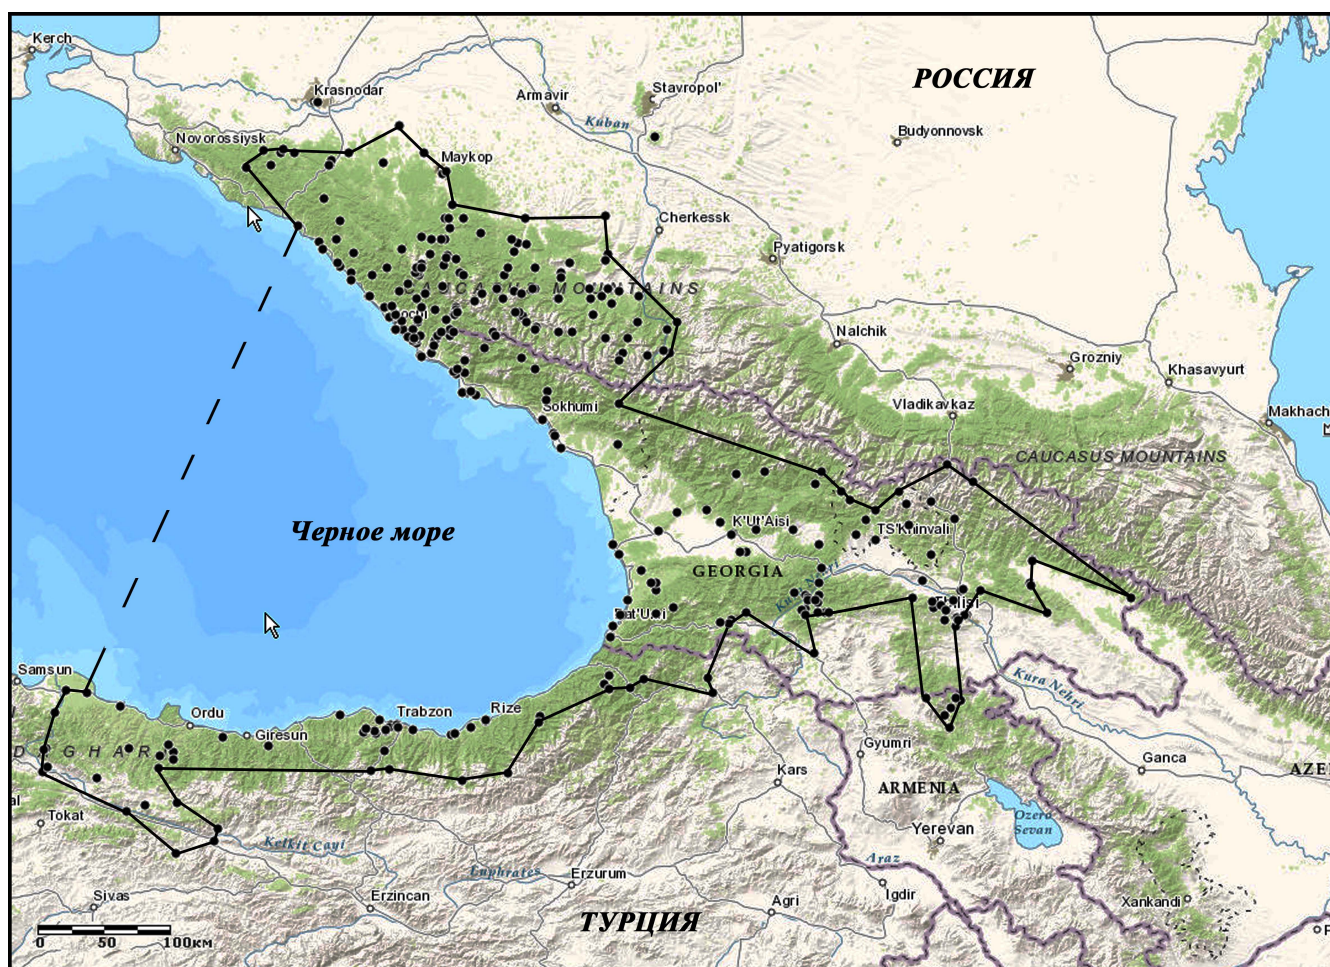 Kerch
Krasnodar
Armavir
Stavropol'
РОССИЯ
Kuban
Budyonnovsk
Novorossiysk
Maykop
Cherkessk
Pyatigorsk
MOUNTAINS
Nalchik
Grozniy
Khasavyurt
Vladikavkaz
Makhach
Sokhumi
CAUCASUS MOUNTAINS
Черное море
K'Ut'Aisi
TS'Khinvali
GEORGIA
Samsun
Kura Nehri
Ordu
Trabzon
Rize
Giresun
Gyumri
Ganca
Kars
AZE
ARMENIA
Tokat
Ozero
Sevan
Yerevan
Kelkit Cayi
Euphrates
Araz
Erzurum
Sivas
Erzincan
Igdir
Agri
Xankandi
ТУРЦИЯ
0 50 100км